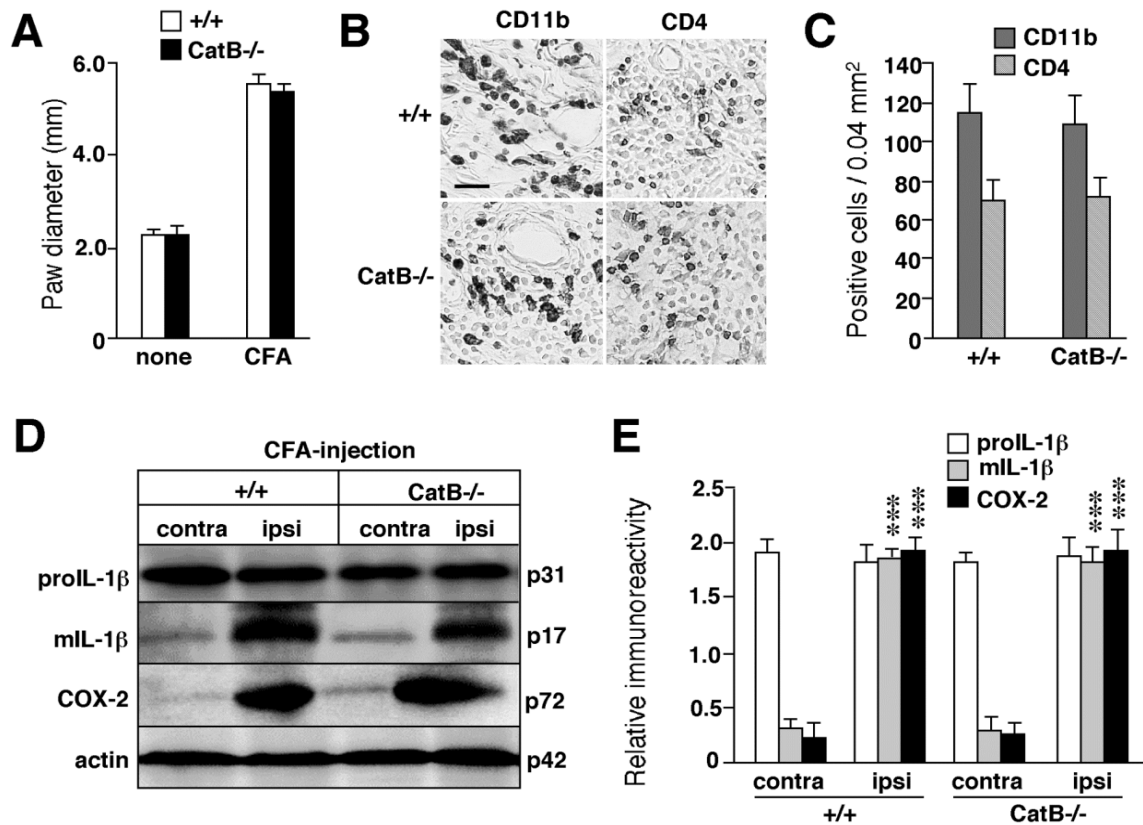 A
+/+
CatB-/-
Paw diameter (mm)
6.0
4.0
2.0
0
none
CFA
B
CD11b
CD4
+/+
CatB-/-
C
CD11b
CD4
Positive cells / 0.04 mm²
140
120
100
80
60
40
20
0
+/+
CatB-/-
D
CFA-injection
+/+
CatB-/-
contra
ipsi
contra
ipsi
proIL-1β
p31
mIL-1β
p17
COX-2
p72
actin
p42
E
proIL-1β
mIL-1β
COX-2
Relative immunoreactivity
2.5
2.0
1.5
0.5
0
***
***
***
***
contra
ipsi
contra
ipsi
+/+
CatB-/-